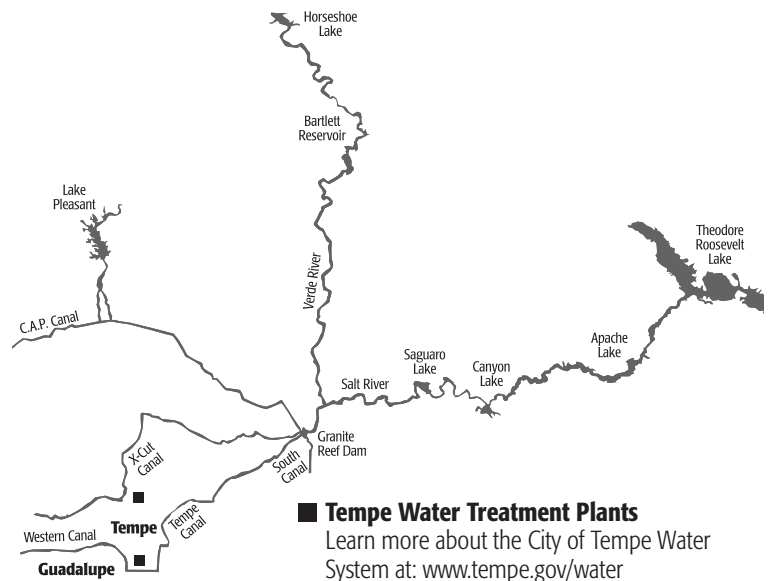 Horseshoe
Lake
Bartlett
Reservoir
Lake
Pleasant
Theodore
Roosevelt
Lake
Verde River
C.A.P. Canal
Apache
Lake
Saguaro
Lake
Canyon
Lake
Salt River
Granite
Reef Dam
X-Cut
Canal
South
Canal
Tempe
Canal
Tempe
Western Canal
Guadalupe
Tempe Water Treatment Plants
Learn more about the City of Tempe Water
System at: www.tempe.gov/water